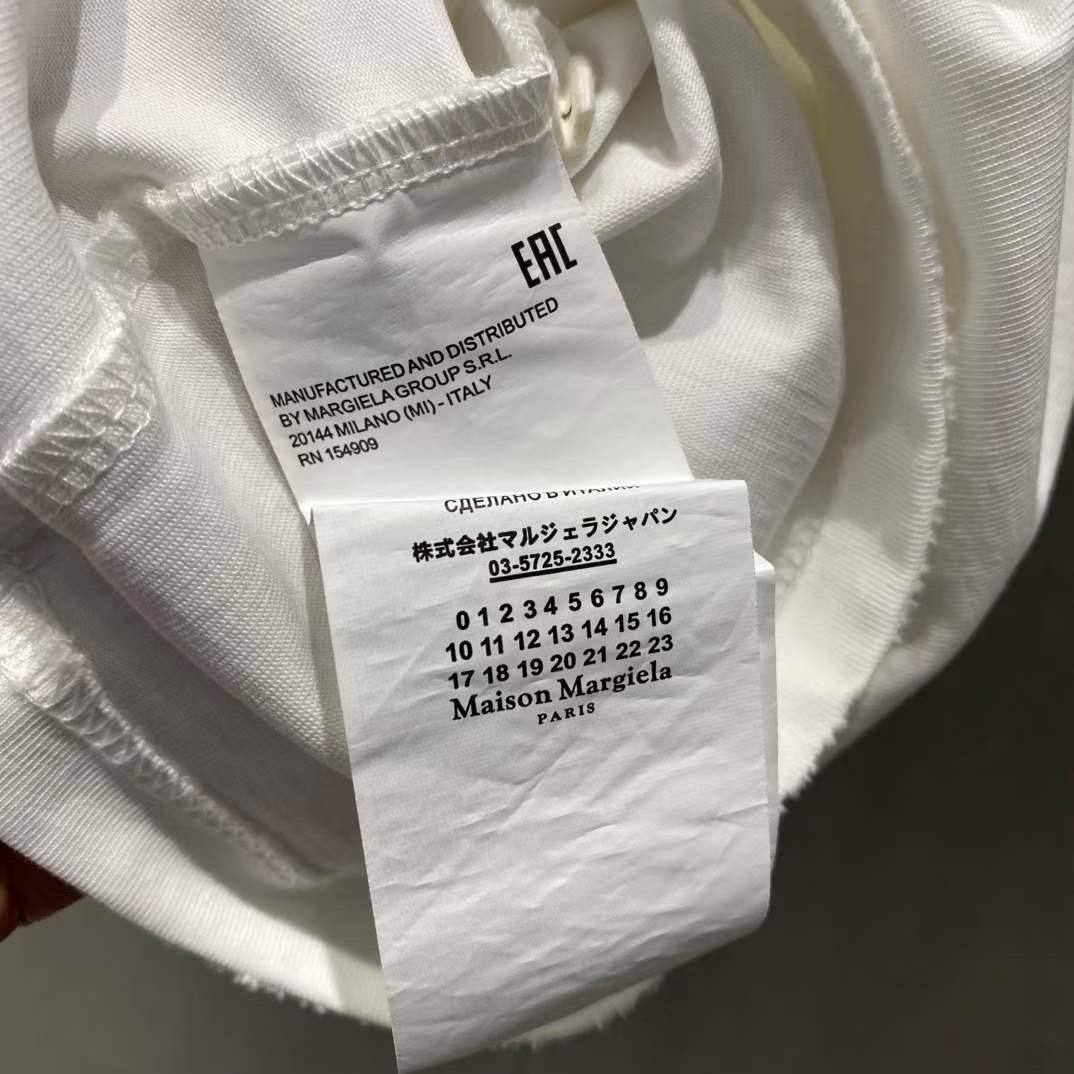 EAC
MANUFACTURED AND DISTRIBUTED
BY MARGIELA GROUP S.R.L.
20144 MILANO (MI) - ITALY
RN 154909
СДЕЛАНО В ИТАЛИИ
株式会社マルジェラジャパン
03-5725-2333
0 1 2 3 4 5 6 7 8 9
10 11 12 13 14 15 16
17 18 19 20 21 22 23
Maison Margiela
PARIS